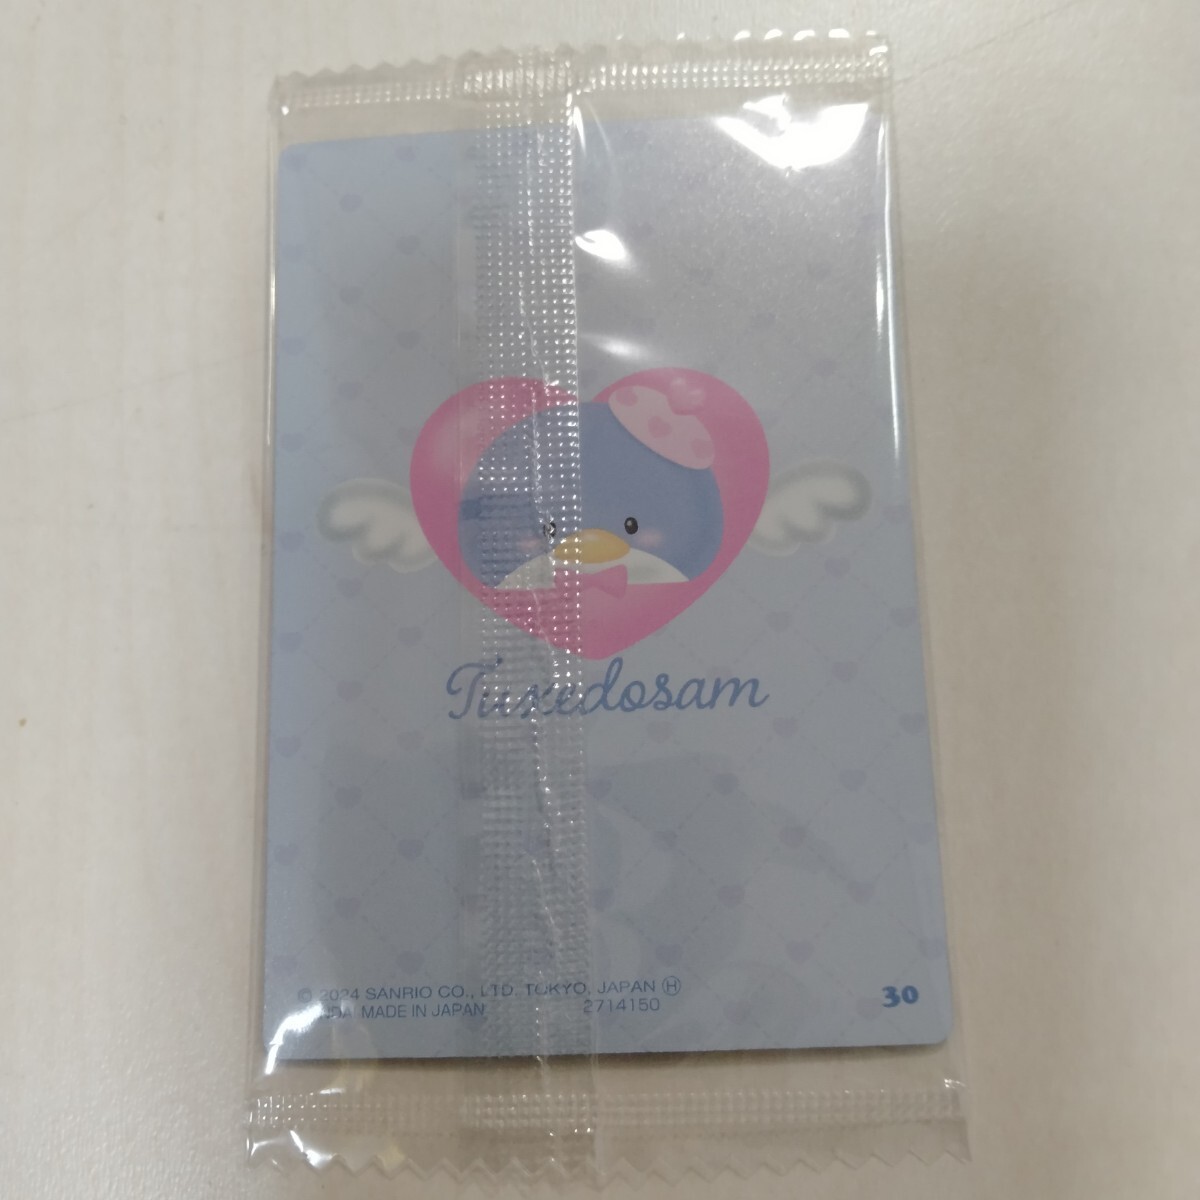 Tuxedosam
© 2024 SANRIO CO., LTD. TOKYO, JAPAN Ⓗ
MADE IN JAPAN 2714150
30